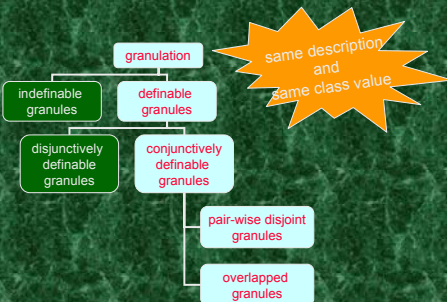 same description
and
same class value
granulation
indefinable
granules
definable
granules
disjunctively
definable
granules
conjunctively
definable
granules
pair-wise disjoint
granules
overlapped
granules